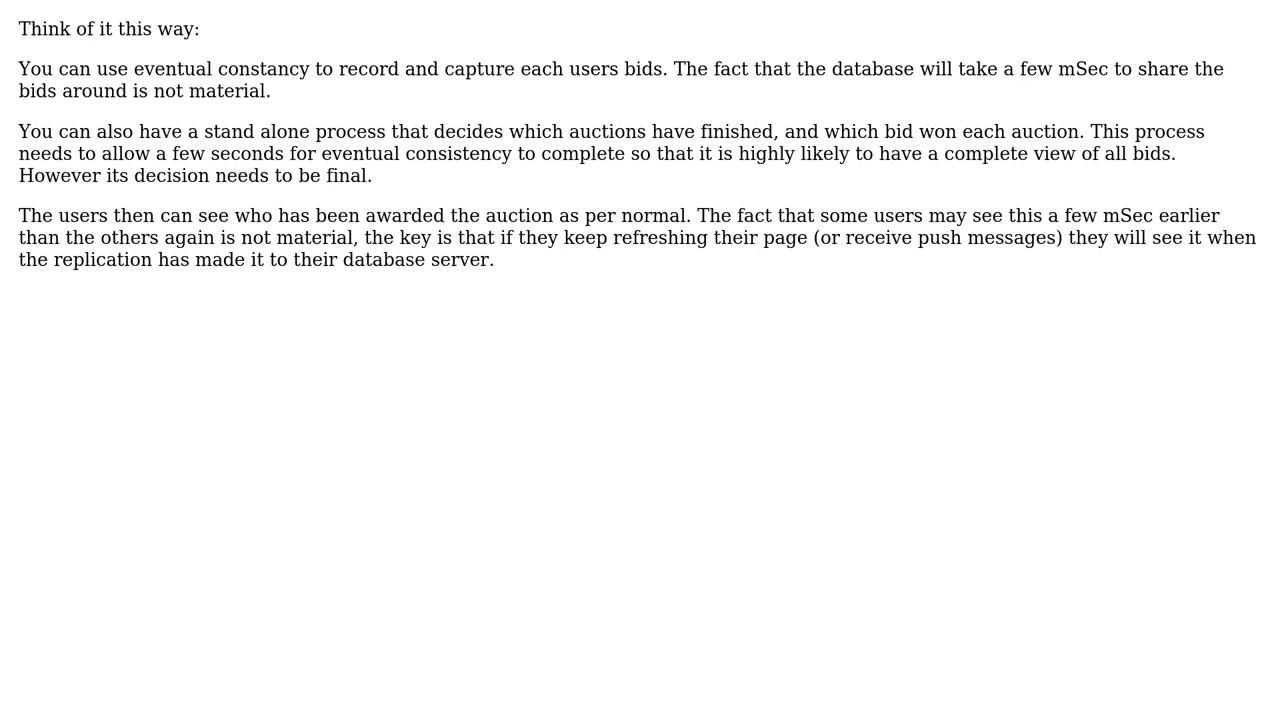 Think of it this way:
You can use eventual constancy to record and capture each users bids. The fact that the database will take a few mSec to share the
bids around is not material.
You can also have a stand alone process that decides which auctions have finished, and which bid won each auction. This process
needs to allow a few seconds for eventual consistency to complete so that it is highly likely to have a complete view of all bids.
However its decision needs to be final.
The users then can see who has been awarded the auction as per normal. The fact that some users may see this a few mSec earlier
than the others again is not material, the key is that if they keep refreshing their page (or receive push messages) they will see it when
the replication has made it to their database server.